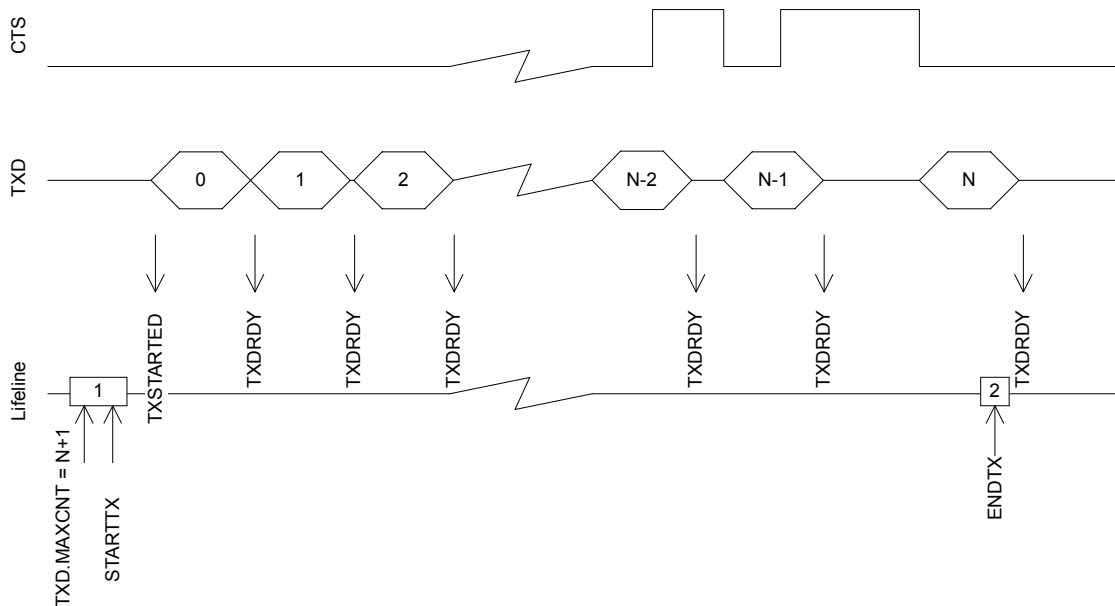 CTS
TXD
0
1
2
N-2
N-1
N
TXSTARTED
TXDRDY
TXDRDY
TXDRDY
TXDRDY
TXDRDY
TXDRDY
Lifeline
1
2
TXD.MAXCNT = N+1
STARTTX
ENDTX